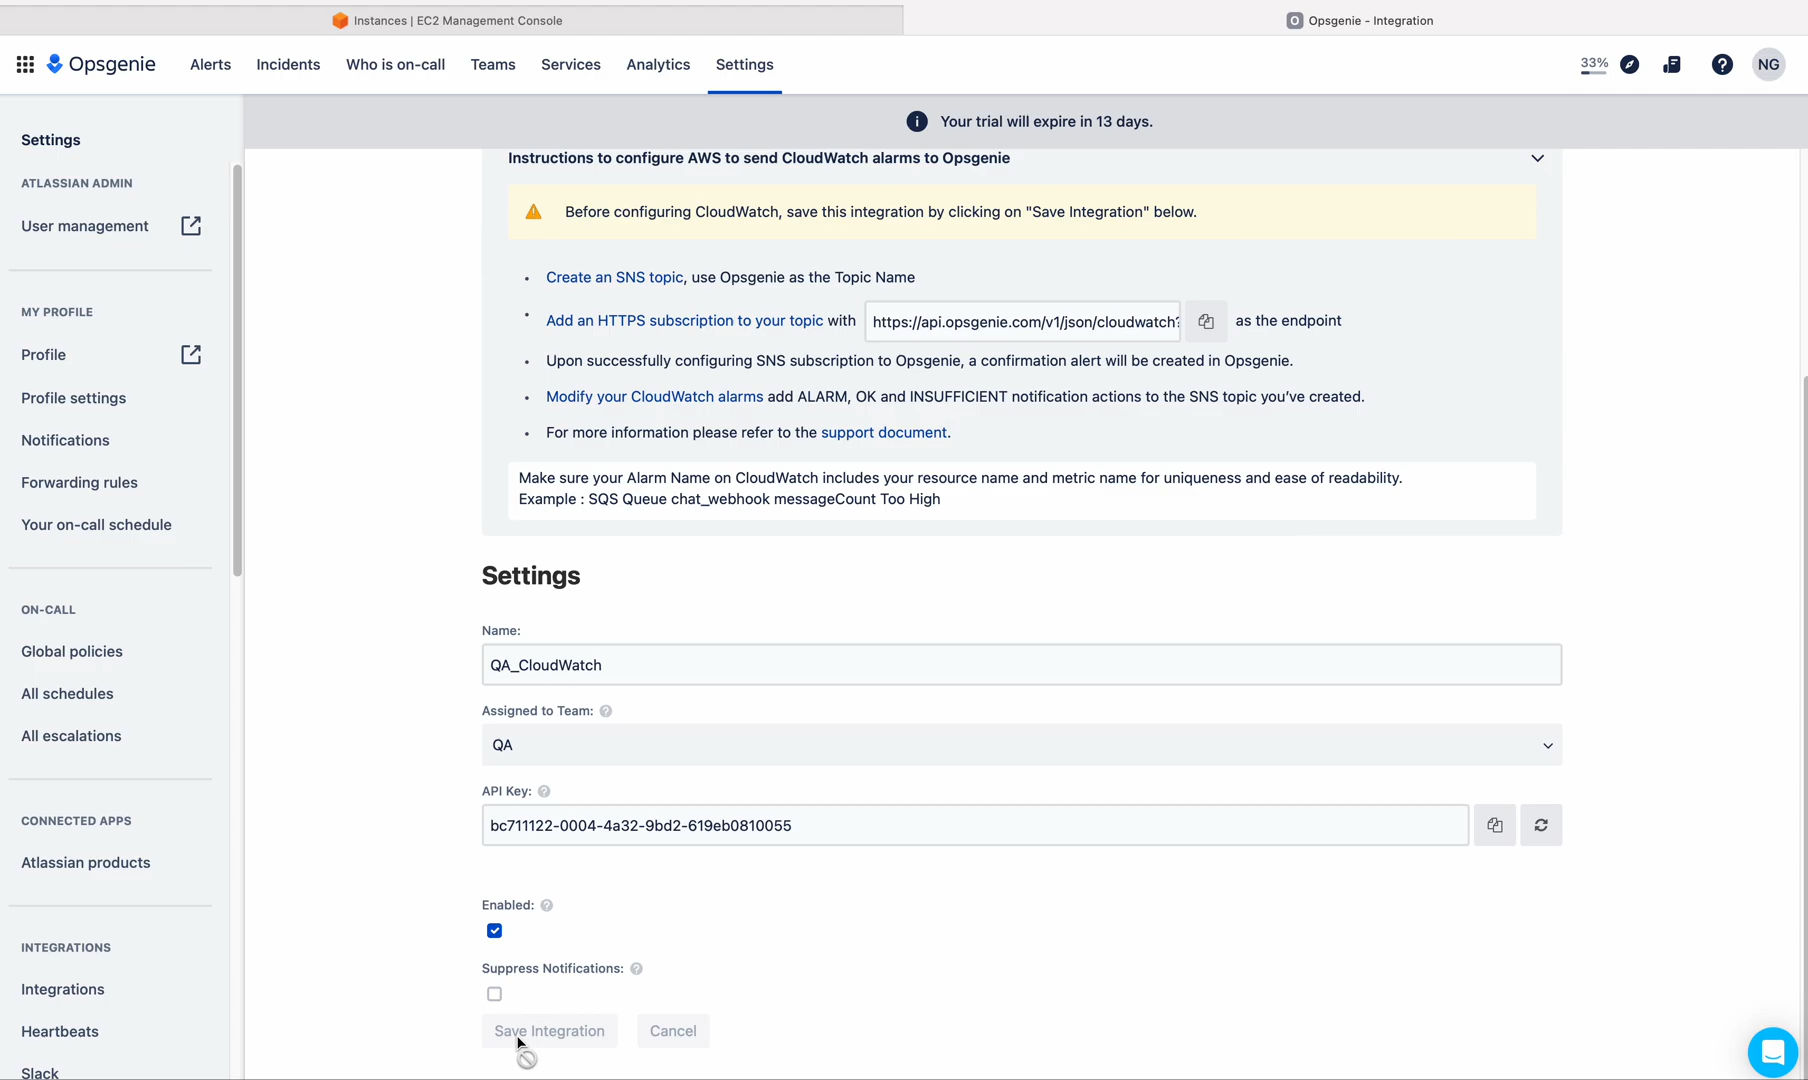 Instances | EC2 Management Console
O Opsgenie - Integration
Opsgenie
Alerts
Incidents
Who is on-call
Teams
Services
Analytics
Settings
33%
?
NG
i Your trial will expire in 13 days.
Settings
ATLASSIAN ADMIN
User management
MY PROFILE
Profile
Profile settings
Notifications
Forwarding rules
Your on-call schedule
ON-CALL
Global policies
All schedules
All escalations
CONNECTED APPS
Atlassian products
INTEGRATIONS
Integrations
Heartbeats
Slack
Instructions to configure AWS to send CloudWatch alarms to Opsgenie
Before configuring CloudWatch, save this integration by clicking on "Save Integration" below.
• Create an SNS topic, use Opsgenie as the Topic Name
• Add an HTTPS subscription to your topic with https://api.opsgenie.com/v1/json/cloudwatch? as the endpoint
• Upon successfully configuring SNS subscription to Opsgenie, a confirmation alert will be created in Opsgenie.
• Modify your CloudWatch alarms add ALARM, OK and INSUFFICIENT notification actions to the SNS topic you've created.
• For more information please refer to the support document.
Make sure your Alarm Name on CloudWatch includes your resource name and metric name for uniqueness and ease of readability.
Example : SQS Queue chat_webhook messageCount Too High
Settings
Name:
QA_CloudWatch
Assigned to Team: ?
QA
API Key: ?
bc711122-0004-4a32-9bd2-619eb0810055
Enabled: ?
Suppress Notifications: ?
Save Integration
Cancel